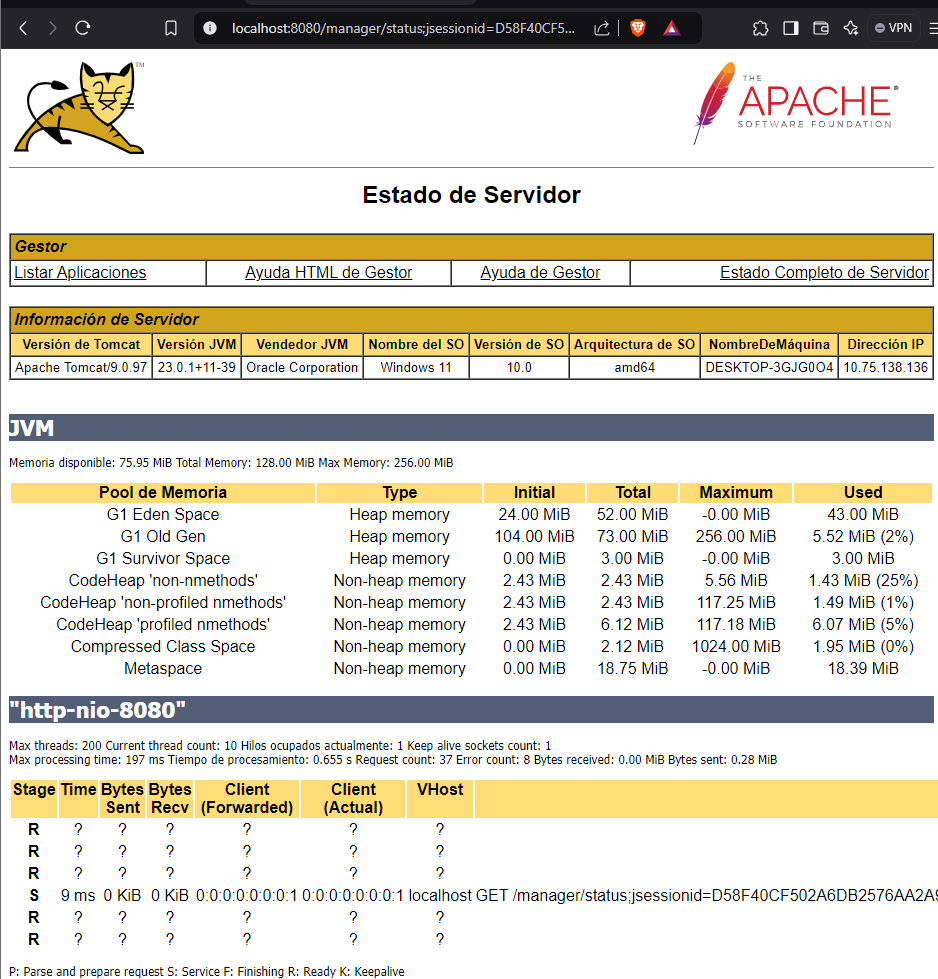 localhost:8080/manager/status;jsessionid=D58F40CF5...
VPN
TM
THE
APACHE®
SOFTWARE FOUNDATION
Estado de Servidor
Gestor
Listar Aplicaciones Ayuda HTML de Gestor Ayuda de Gestor Estado Completo de Servidor
Información de Servidor
Versión de Tomcat Versión JVM Vendedor JVM Nombre del SO Versión de SO Arquitectura de SO NombreDeMáquina Dirección IP
Apache Tomcat/9.0.97 23.0.1+11-39 Oracle Corporation Windows 11 10.0 amd64 DESKTOP-3GJG0O4 10.75.138.136
JVM
Memoria disponible: 75.95 MiB Total Memory: 128.00 MiB Max Memory: 256.00 MiB
Pool de Memoria Type Initial Total Maximum Used
G1 Eden Space Heap memory 24.00 MiB 52.00 MiB -0.00 MiB 43.00 MiB
G1 Old Gen Heap memory 104.00 MiB 73.00 MiB 256.00 MiB 5.52 MiB (2%)
G1 Survivor Space Heap memory 0.00 MiB 3.00 MiB -0.00 MiB 3.00 MiB
CodeHeap 'non-nmethods' Non-heap memory 2.43 MiB 2.43 MiB 5.56 MiB 1.43 MiB (25%)
CodeHeap 'non-profiled nmethods' Non-heap memory 2.43 MiB 2.43 MiB 117.25 MiB 1.49 MiB (1%)
CodeHeap 'profiled nmethods' Non-heap memory 2.43 MiB 6.12 MiB 117.18 MiB 6.07 MiB (5%)
Compressed Class Space Non-heap memory 0.00 MiB 2.12 MiB 1024.00 MiB 1.95 MiB (0%)
Metaspace Non-heap memory 0.00 MiB 18.75 MiB -0.00 MiB 18.39 MiB
"http-nio-8080"
Max threads: 200 Current thread count: 10 Hilos ocupados actualmente: 1 Keep alive sockets count: 1
Max processing time: 197 ms Tiempo de procesamiento: 0.655 s Request count: 37 Error count: 8 Bytes received: 0.00 MiB Bytes sent: 0.28 MiB
Stage Time Bytes Bytes Client Client VHost
Sent Recv (Forwarded) (Actual)
R ? ? ? ? ? ?
R ? ? ? ? ? ?
R ? ? ? ? ? ?
S 9 ms 0 KiB 0 KiB 0:0:0:0:0:0:0:1 0:0:0:0:0:0:0:1 localhost GET /manager/status;jsessionid=D58F40CF502A6DB2576AA2A9
R ? ? ? ? ? ?
R ? ? ? ? ? ?
P: Parse and prepare request S: Service F: Finishing R: Ready K: Keepalive